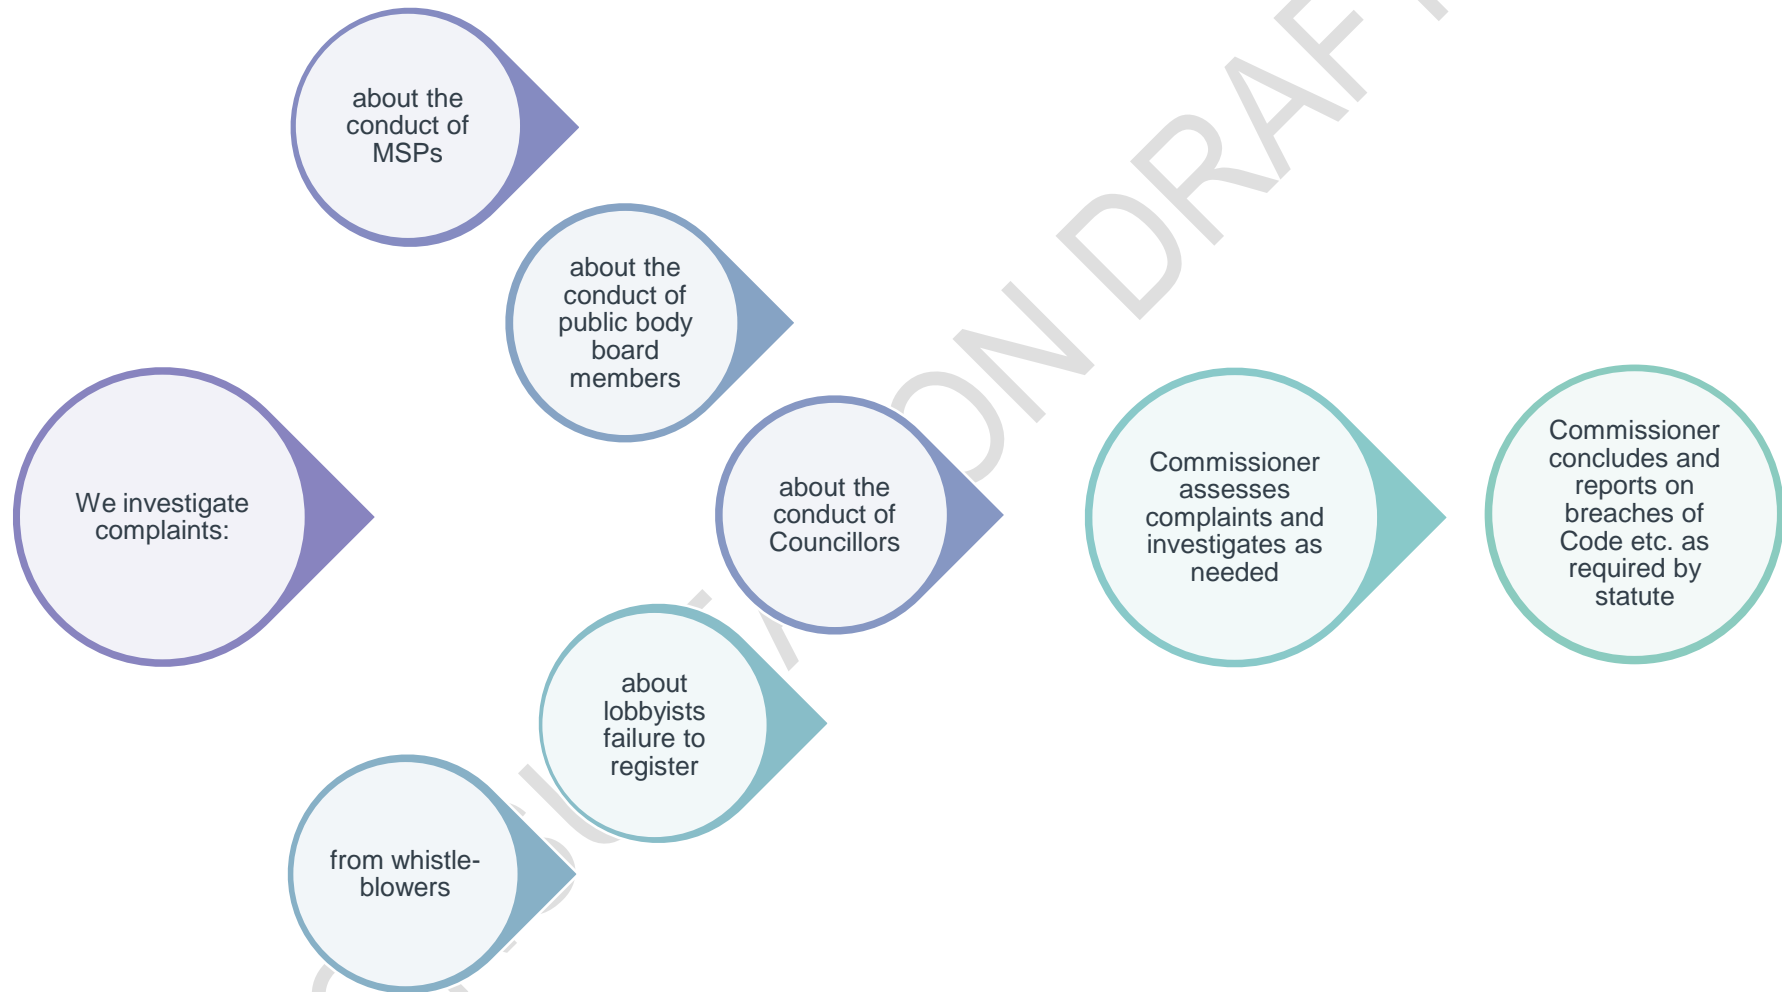 We investigate
complaints:
about the
conduct of
MSPs
about the
conduct of
public body
board
members
about the
conduct of
Councillors
about
lobbyists
failure to
register
from whistle-
blowers
Commissioner
assesses
complaints and
investigates as
needed
Commissioner
concludes and
reports on
breaches of
Code etc. as
required by
statute
DRAF